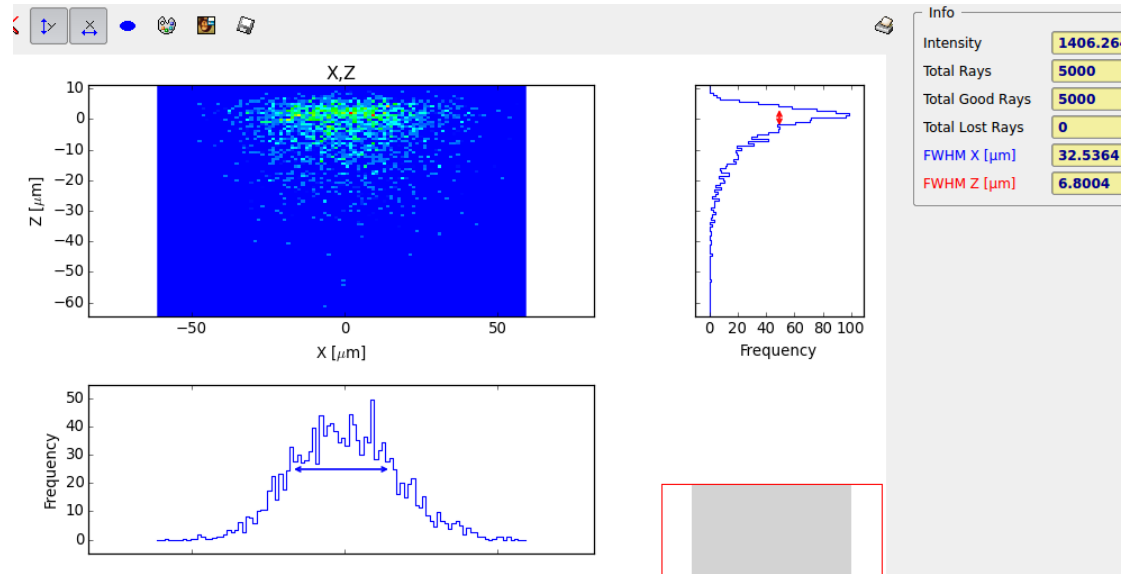 Info
Intensity 1406.264
Total Rays 5000
Total Good Rays 5000
Total Lost Rays 0
FWHM X [μm] 32.5364
FWHM Z [μm] 6.8004
X,Z
10
0
−10
−20
−30
−40
−50
−60
Z [μm]
−50 0 50
X [μm]
0 20 40 60 80 100
Frequency
50
40
30
20
10
0
Frequency